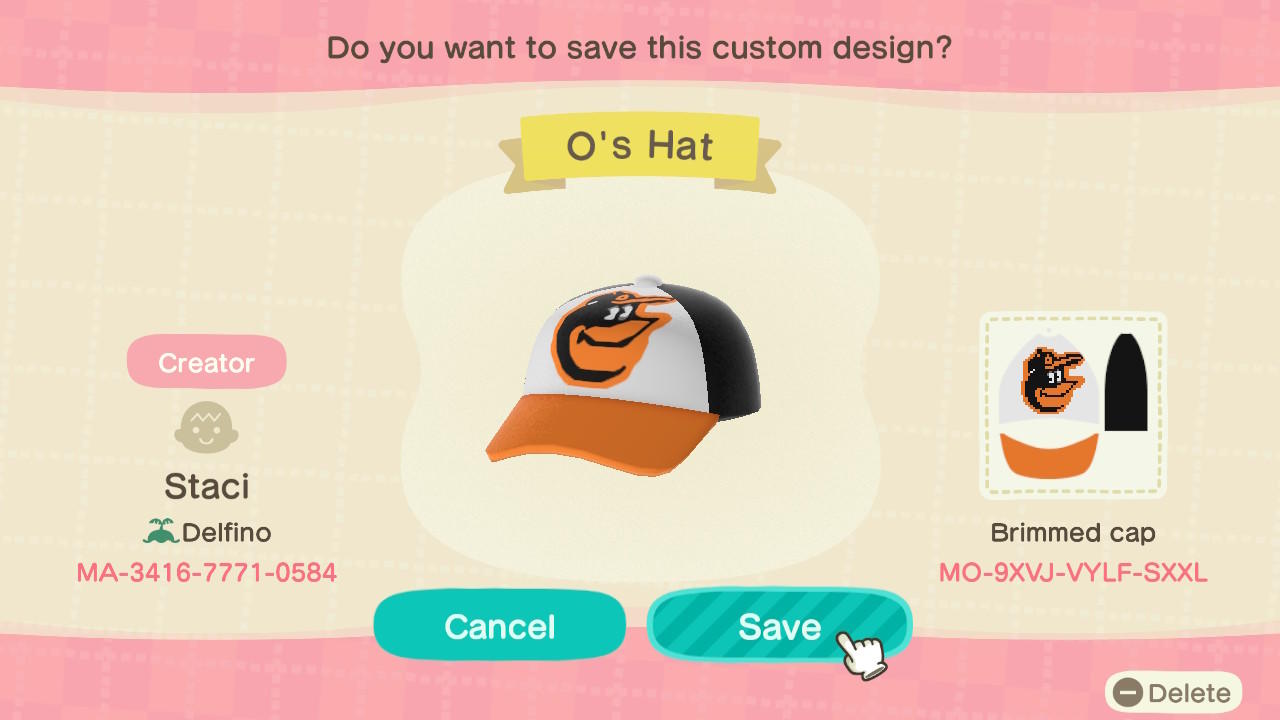 Do you want to save this custom design?
O's Hat
Creator
Staci
Delfino
MA-3416-7771-0584
Brimmed cap
MO-9XVJ-VYLF-SXXL
Cancel
Save
Delete